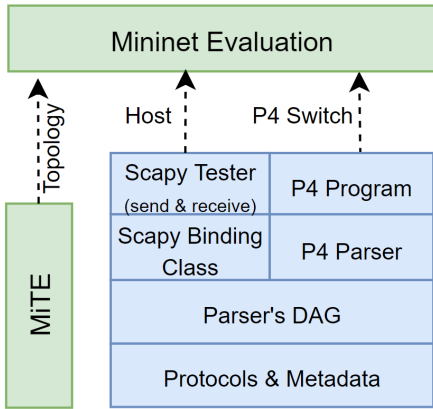 Mininet Evaluation
Topology
Host
P4 Switch
Scapy Tester
(send & receive)
P4 Program
Scapy Binding
Class
P4 Parser
MiTE
Parser's DAG
Protocols & Metadata